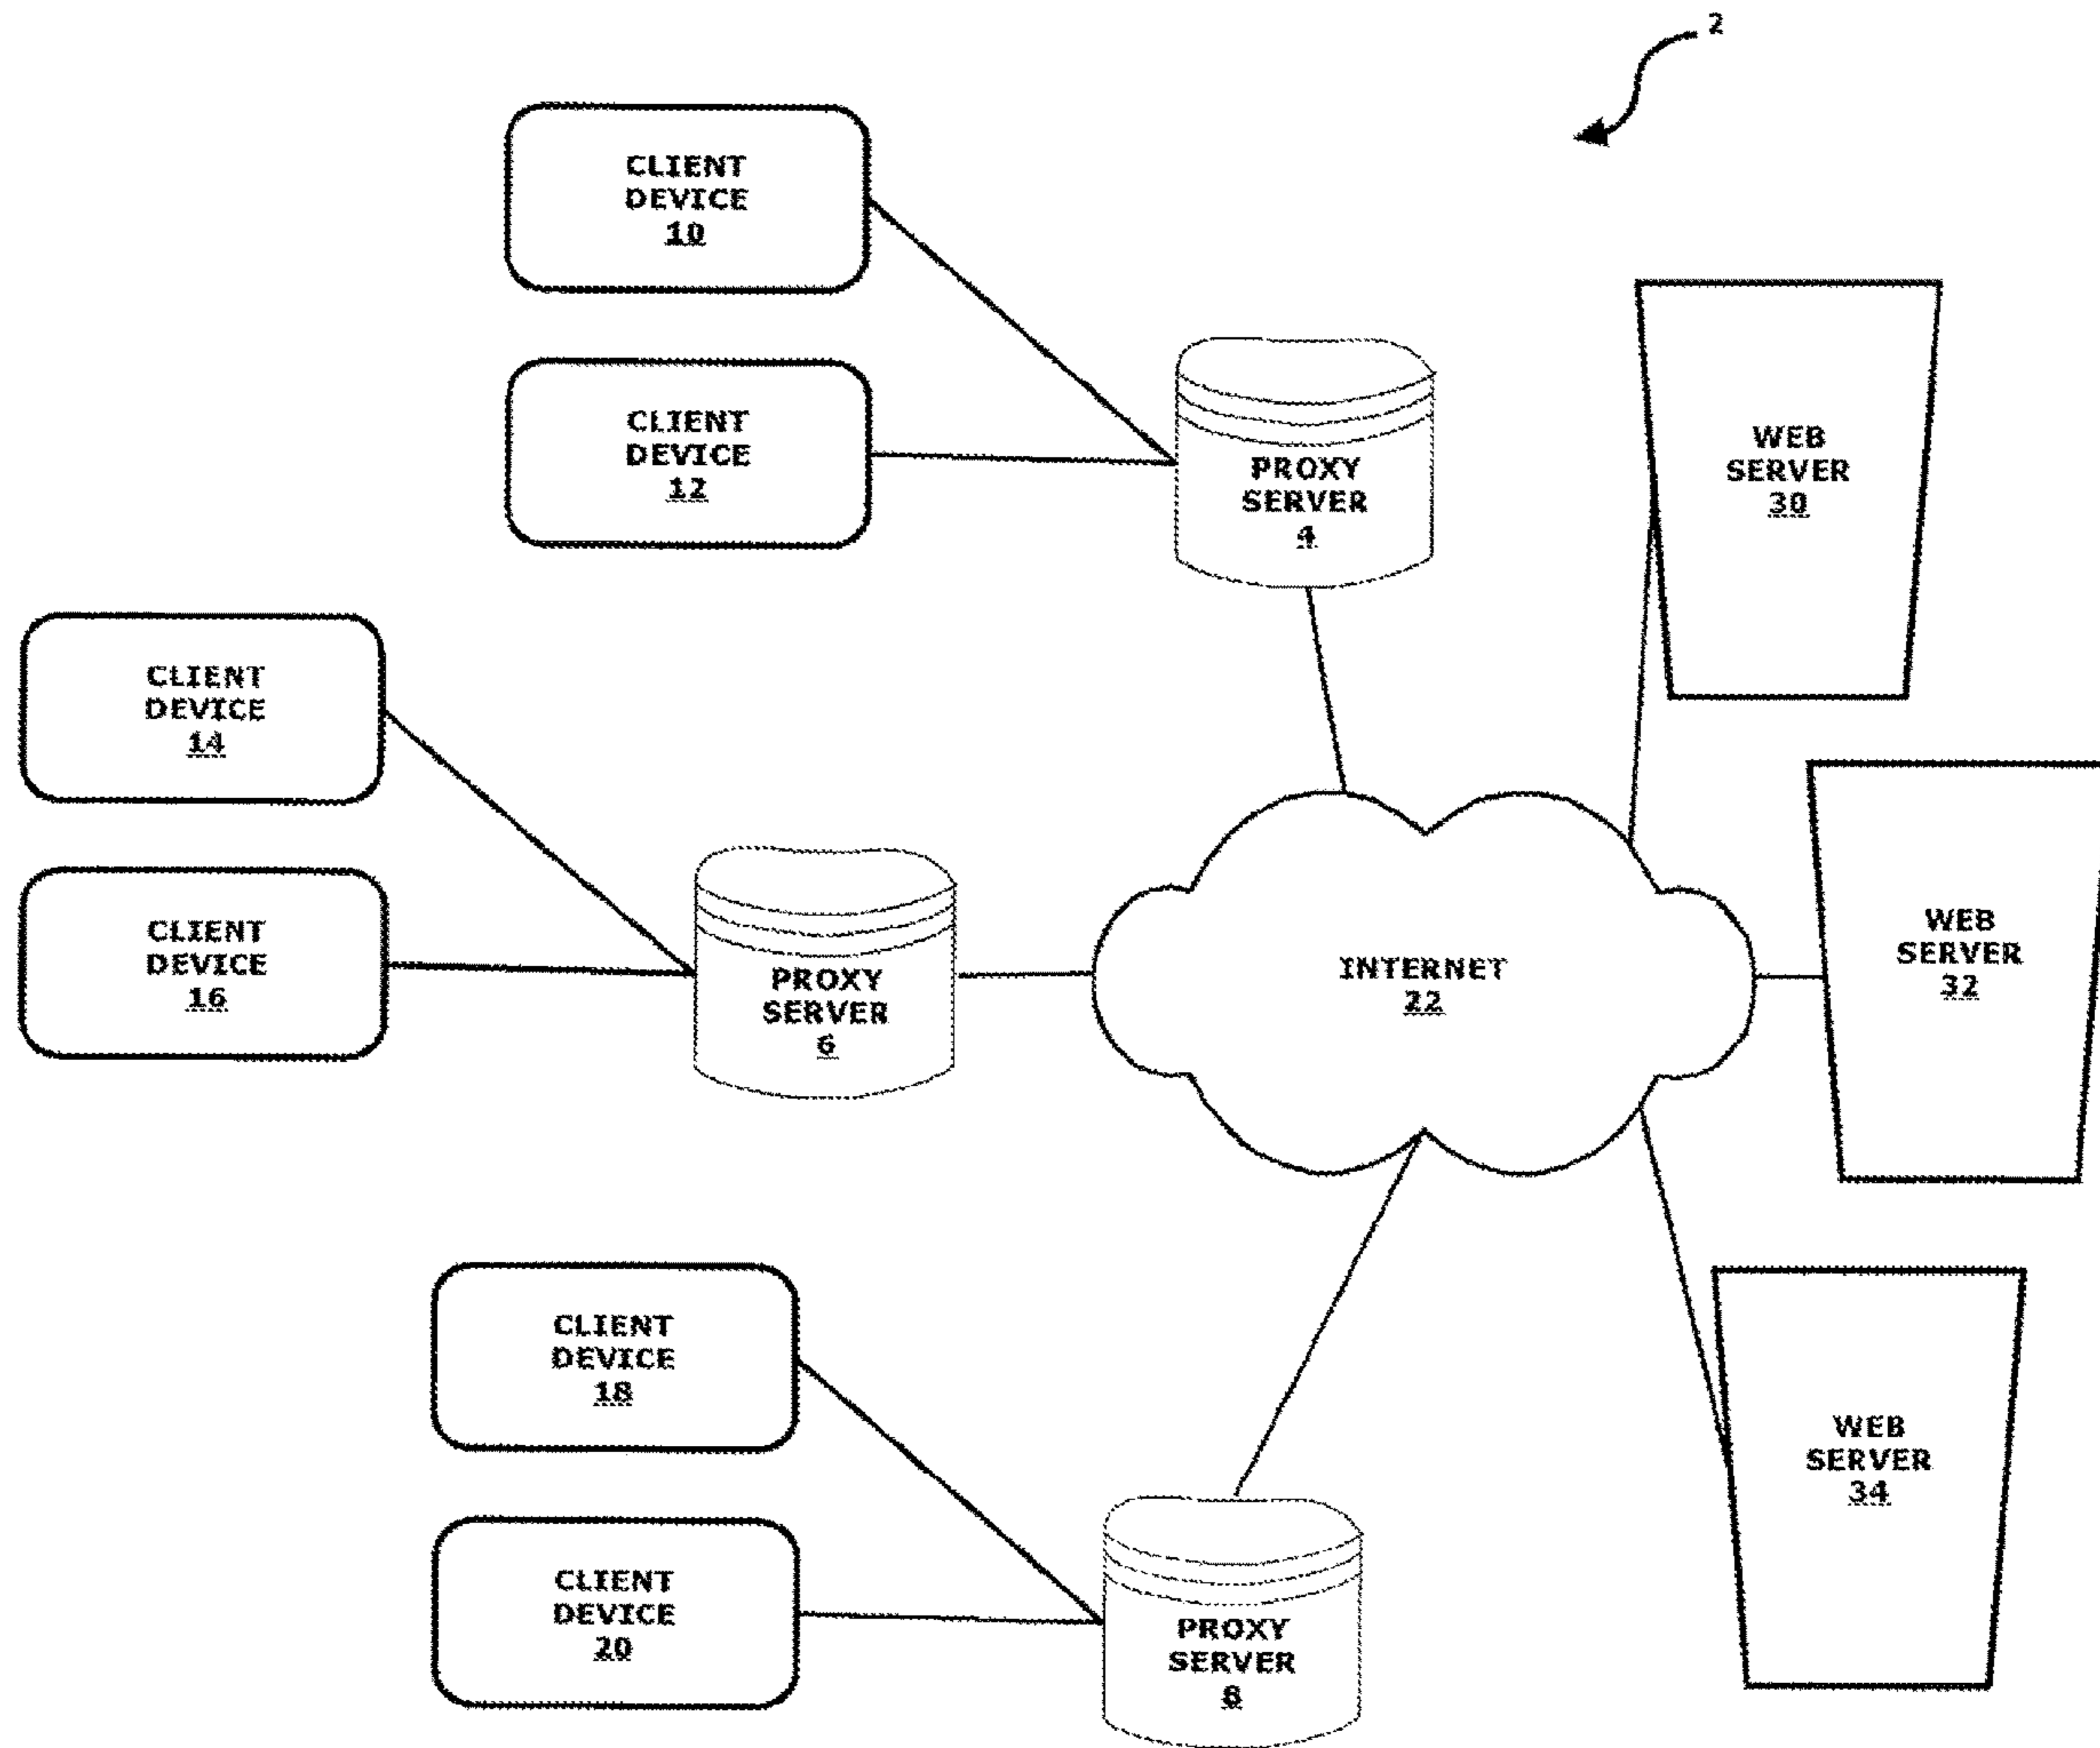 2
CLIENT
DEVICE
10
CLIENT
DEVICE
12
PROXY
SERVER
4
WEB
SERVER
30
CLIENT
DEVICE
14
CLIENT
DEVICE
16
PROXY
SERVER
6
INTERNET
22
WEB
SERVER
32
CLIENT
DEVICE
18
CLIENT
DEVICE
20
PROXY
SERVER
8
WEB
SERVER
34